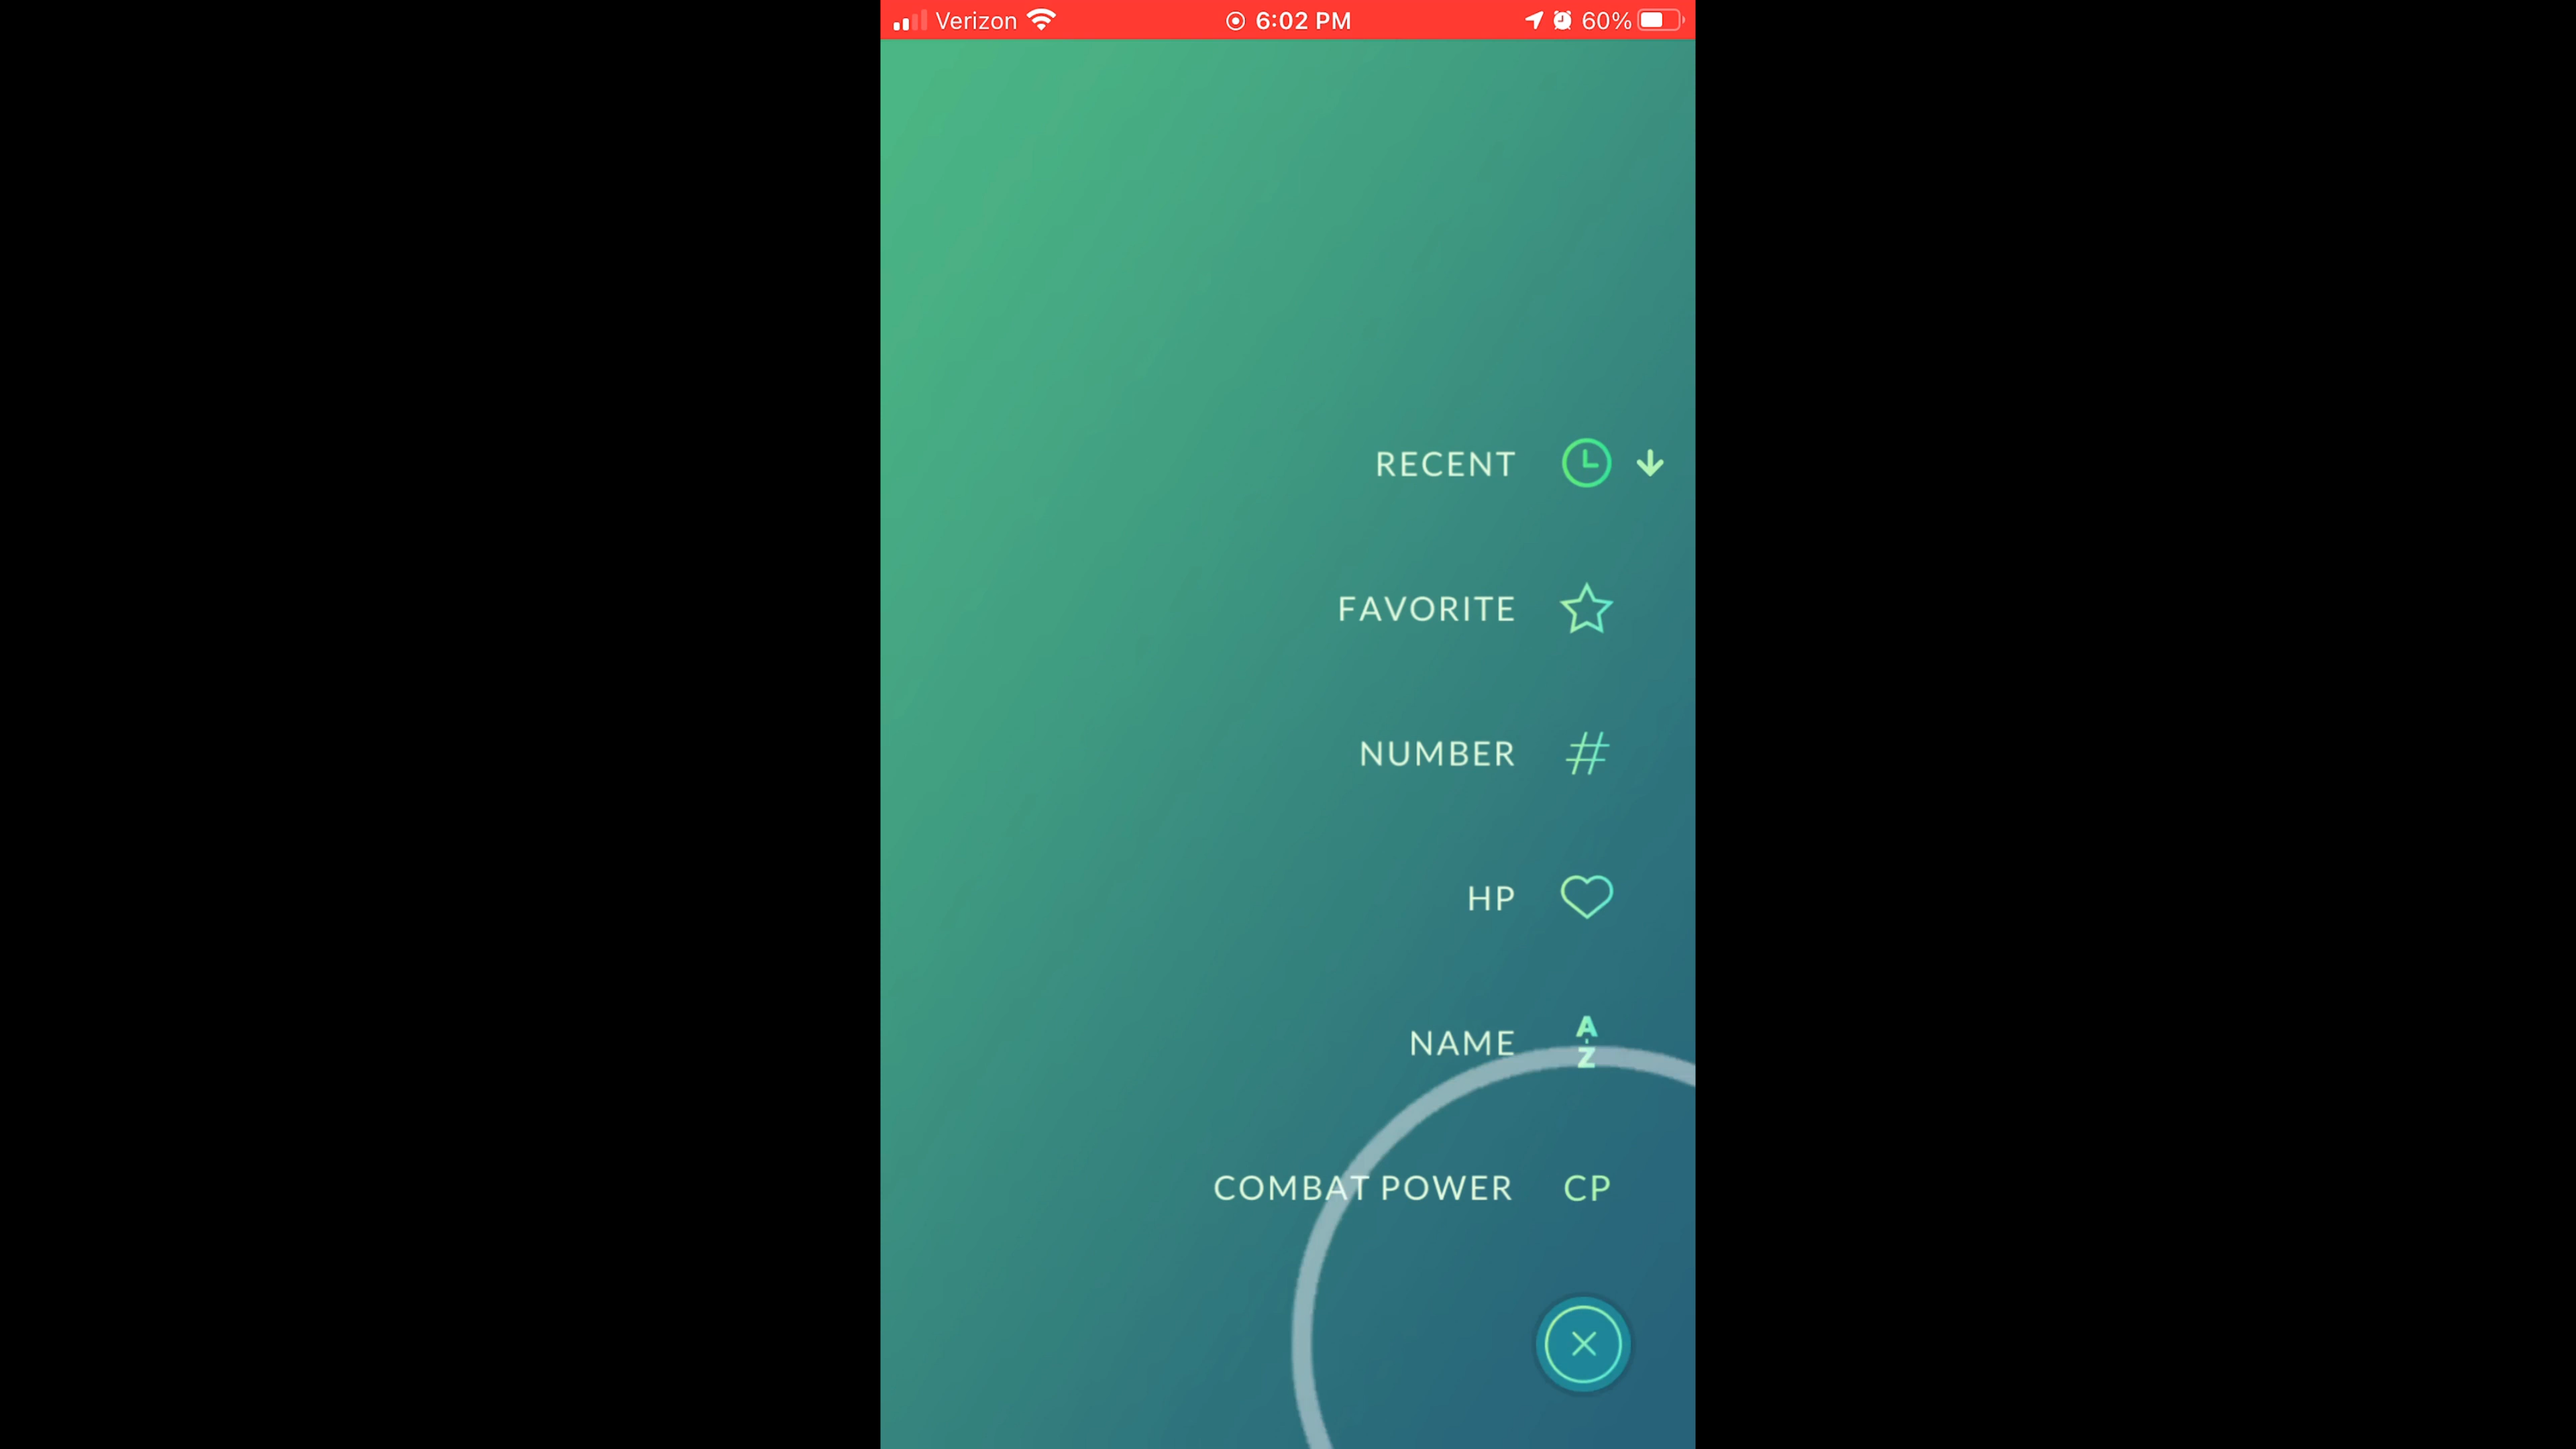 Verizon 6:02 PM 60%
RECENT
FAVORITE
NUMBER #
HP
NAME A-Z
COMBAT POWER CP